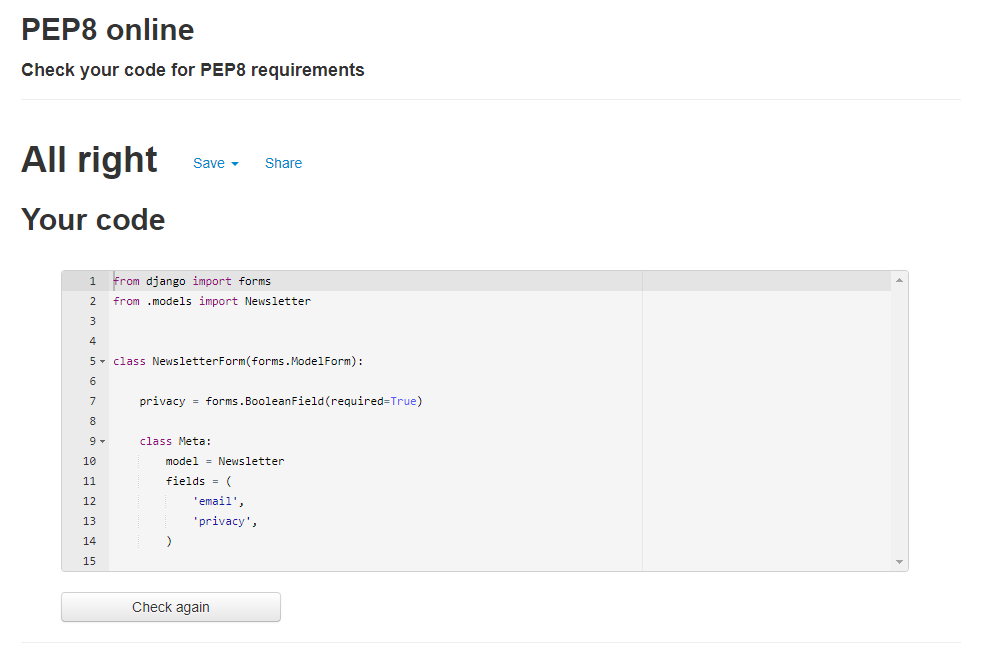 PEP8 online
Check your code for PEP8 requirements
All right Save Share
Your code
1 from django import forms
2 from .models import Newsletter
3
4
5 class NewsletterForm(forms.ModelForm):
6
7     privacy = forms.BooleanField(required=True)
8
9     class Meta:
10         model = Newsletter
11         fields = (
12             'email',
13             'privacy',
14         )
15
Check again